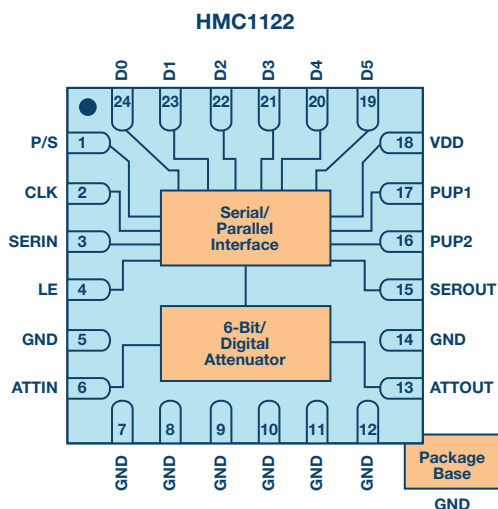 HMC1122
D0 D1 D2 D3 D4 D5
24 23 22 21 20 19
P/S 1
18 VDD
CLK 2
17 PUP1
SERIN 3
16 PUP2
LE 4
15 SEROUT
GND 5
14 GND
ATTIN 6
13 ATTOUT
Serial/
Parallel
Interface
6-Bit/
Digital
Attenuator
7 8 9 10 11 12
GND GND GND GND GND GND
Package
Base
GND